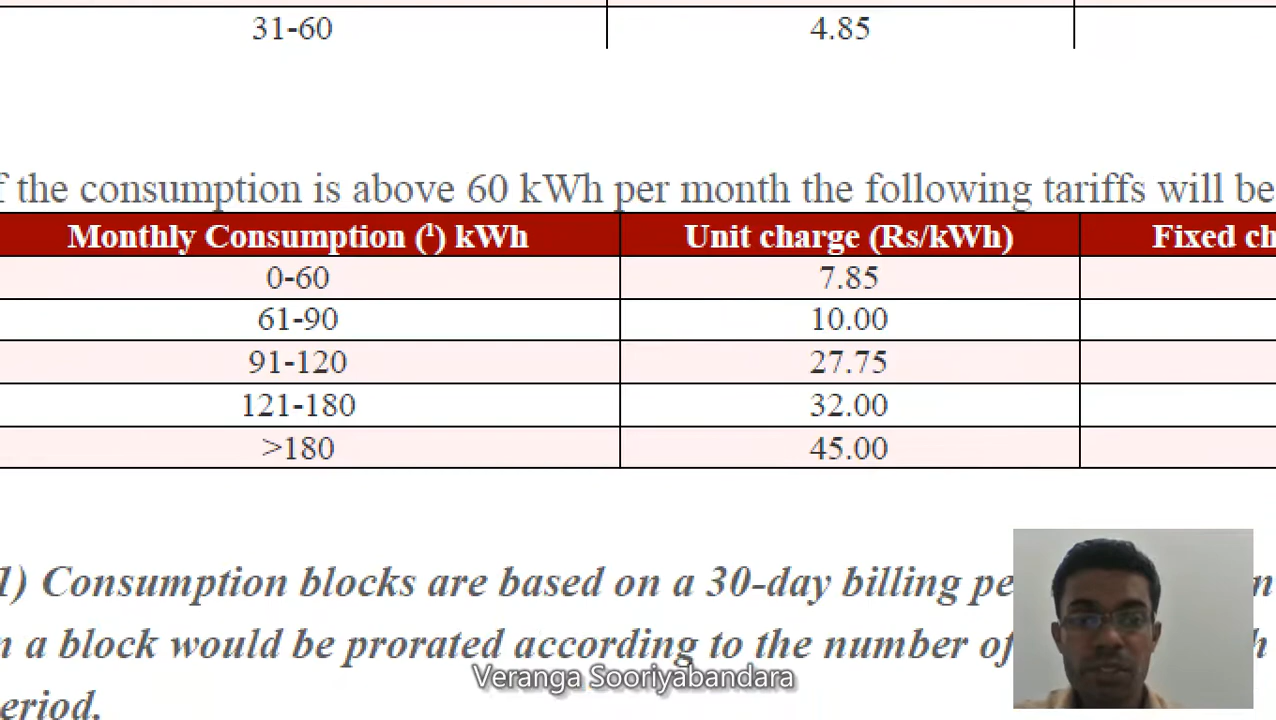 31-60 4.85
f the consumption is above 60 kWh per month the following tariffs will be
Monthly Consumption (¹) kWh Unit charge (Rs/kWh) Fixed ch
0-60 7.85
61-90 10.00
91-120 27.75
121-180 32.00
>180 45.00
1) Consumption blocks are based on a 30-day billing pe n
n a block would be prorated according to the number of h
Veranga Sooriyabandara
eriod.